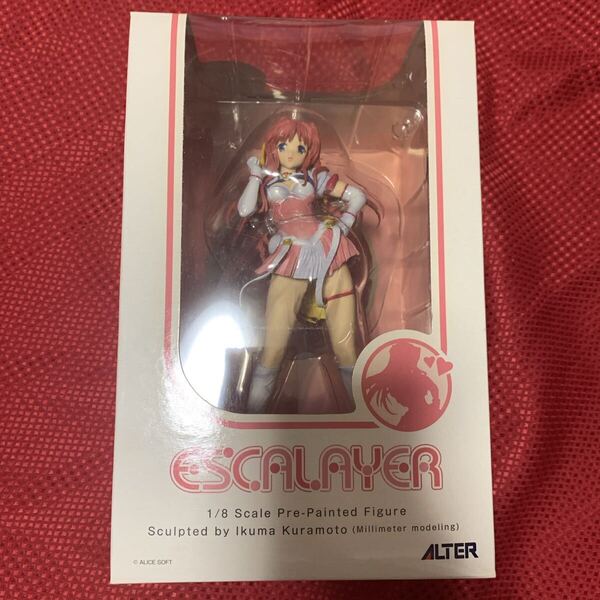 ESCALAYER
1/8 Scale Pre-Painted Figure
Sculpted by Ikuma Kuramoto (Millimeter modeling)
ALTER
© ALICE SOFT